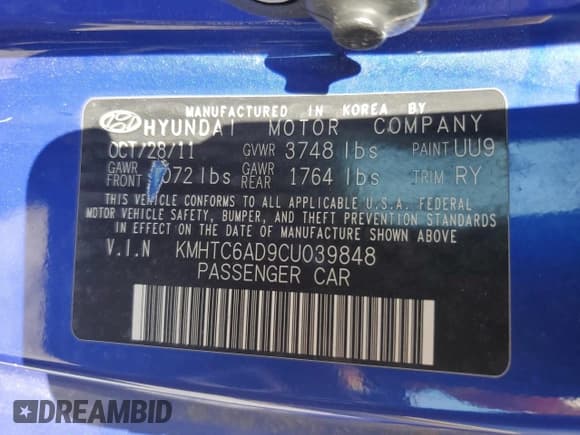 MANUFACTURED IN KOREA BY
HYUNDAI MOTOR COMPANY
OCT/28/11 GVWR 3748 lbs PAINT UU9
GAWR FRONT 072 lbs GAWR REAR 1764 lbs TRIM RY
THIS VEHICLE CONFORMS TO ALL APPLICABLE U.S.A. FEDERAL
MOTOR VEHICLE SAFETY, BUMPER, AND THEFT PREVENTION STANDARDS
IN EFFECT ON THE DATE OF MANUFACTURE SHOWN ABOVE
V.I.N KMHTC6AD9CU039848
PASSENGER CAR
DREAMBID